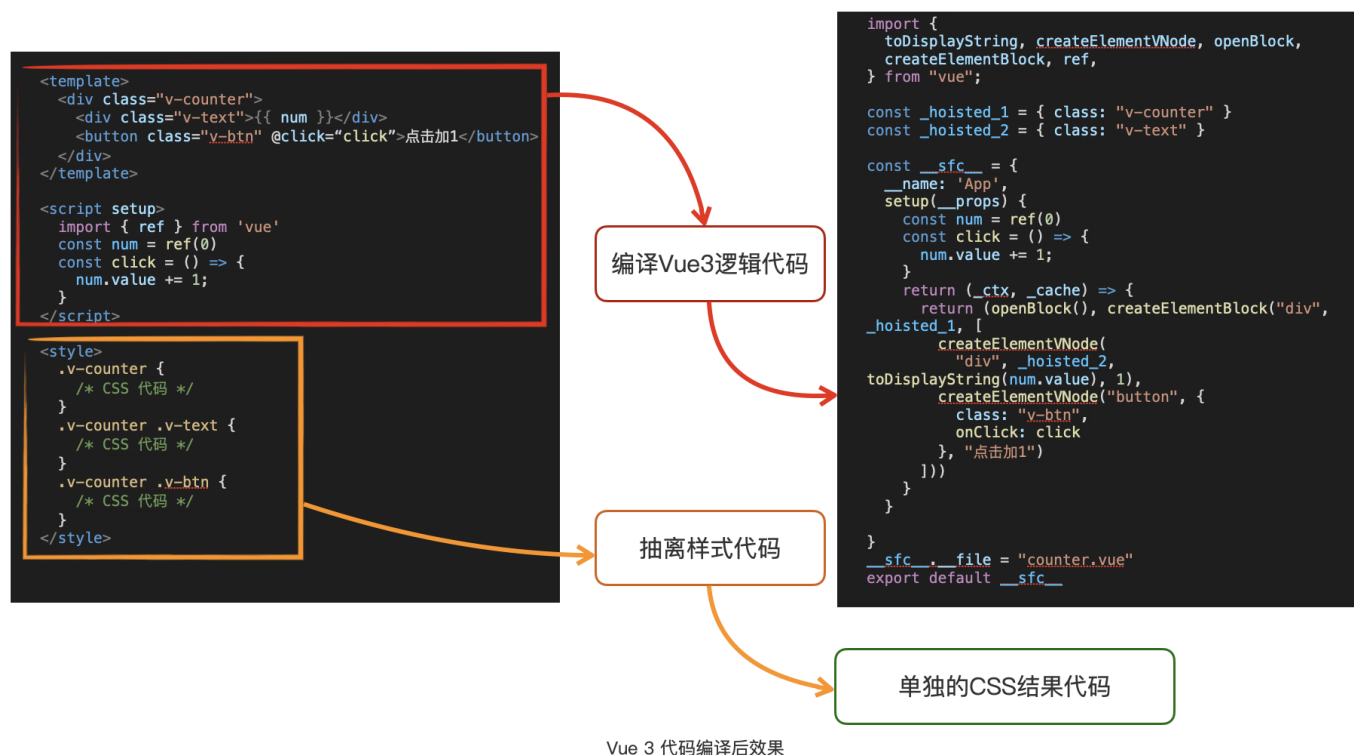 <template>
  <div class="v-counter">
    <div class="v-text">{{ num }}</div>
    <button class="v-btn" @click=“click”>点击加1</button>
  </div>
</template>
<script setup>
  import { ref } from 'vue'
  const num = ref(0)
  const click = () => {
    num.value += 1;
  }
</script>
<style>
  .v-counter {
    /* CSS 代码 */
  }
  .v-counter .v-text {
    /* CSS 代码 */
  }
  .v-counter .v-btn {
    /* CSS 代码 */
  }
</style>
编译Vue3逻辑代码
抽离样式代码
import {
  toDisplayString, createElementVNode, openBlock,
  createElementBlock, ref,
} from "vue";
const _hoisted_1 = { class: "v-counter" }
const _hoisted_2 = { class: "v-text" }
const __sfc__ = {
  __name: 'App',
  setup(__props) {
    const num = ref(0)
    const click = () => {
      num.value += 1;
    }
    return (_ctx, _cache) => {
      return (openBlock(), createElementBlock("div",
_hoisted_1, [
        createElementVNode(
          "div", _hoisted_2,
toDisplayString(num.value), 1),
        createElementVNode("button", {
          class: "v-btn",
          onClick: click
        }, "点击加1")
      ]))
    }
  }
}
__sfc__.__file = "counter.vue"
export default __sfc__
单独的CSS结果代码
Vue 3 代码编译后效果